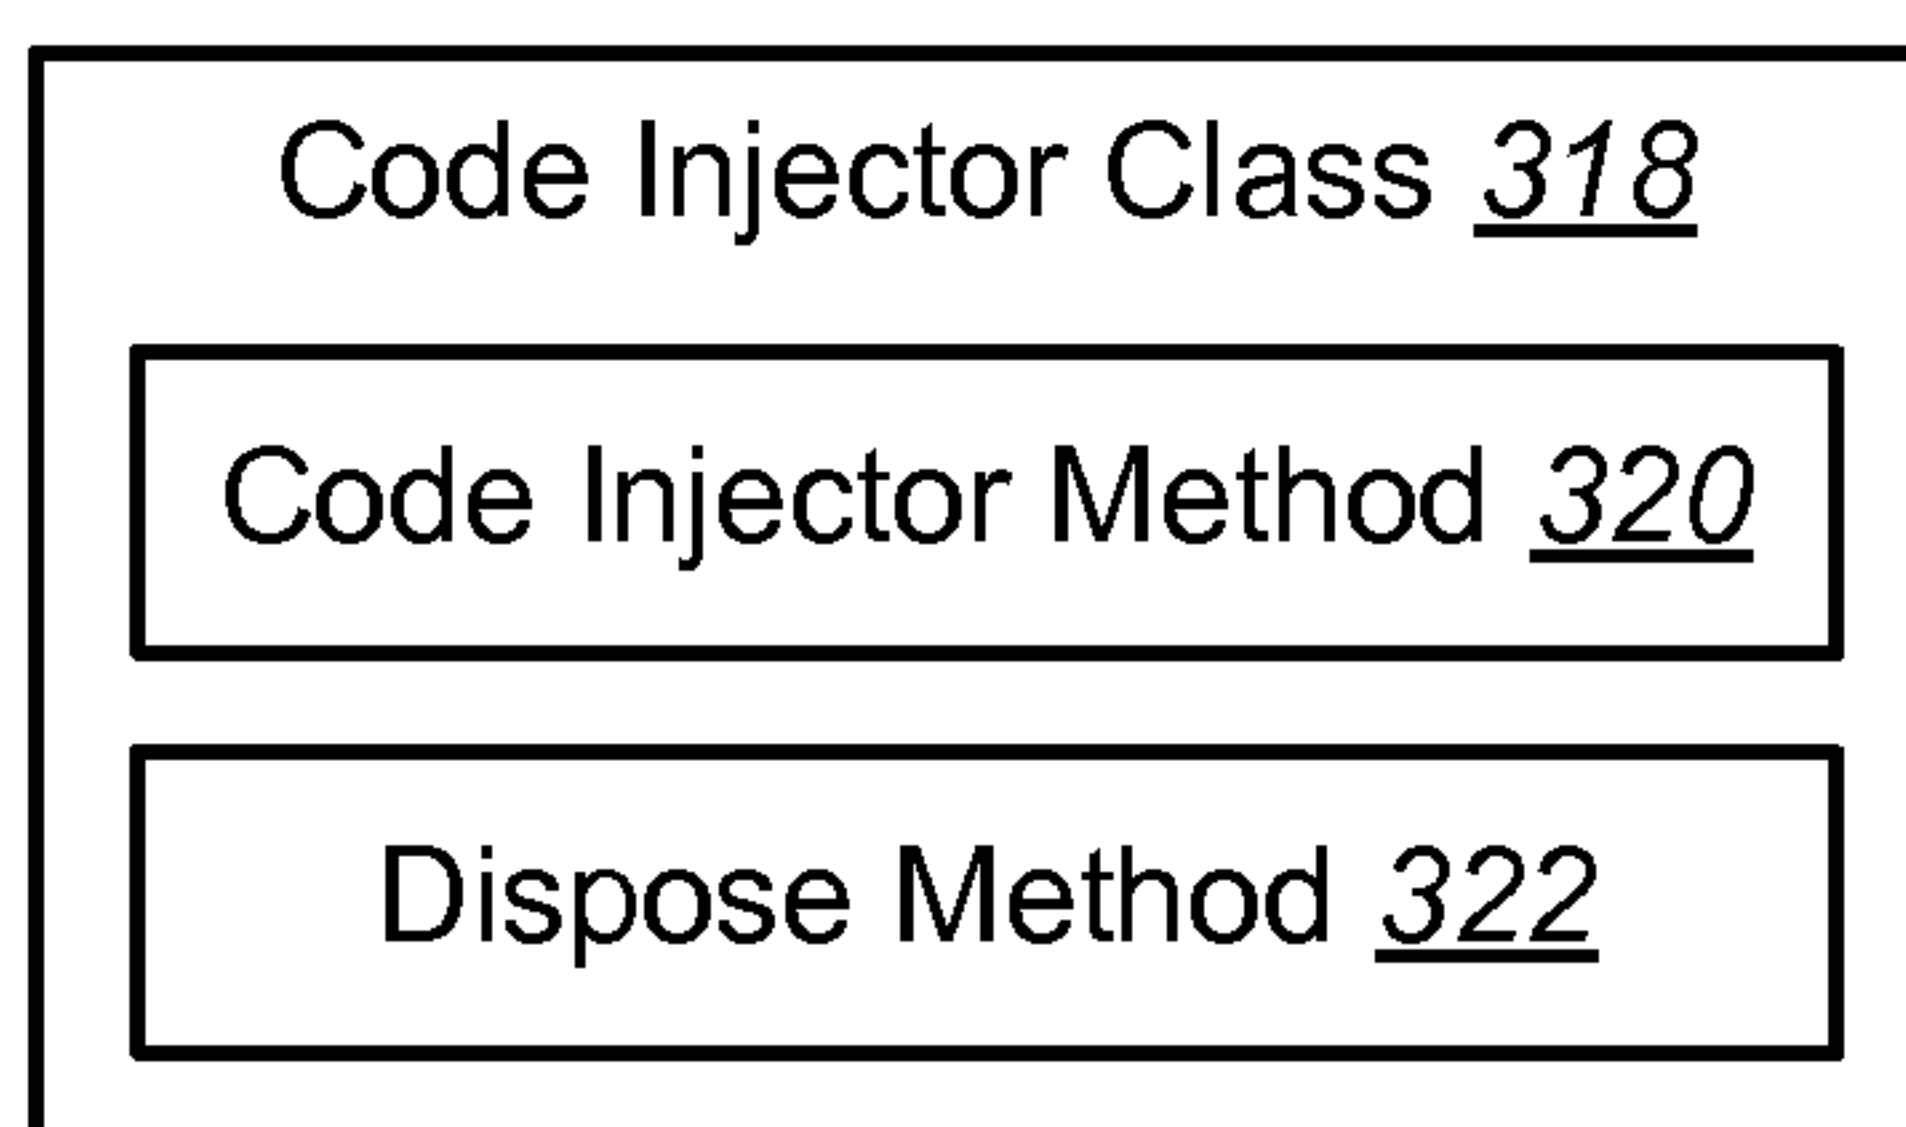 Code Injector Class 318
Code Injector Method 320
Dispose Method 322